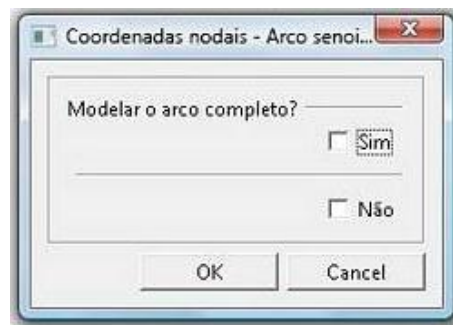 Coordenadas nodais - Arco senoi...
Modelar o arco completo?
Sim
Não
OK
Cancel